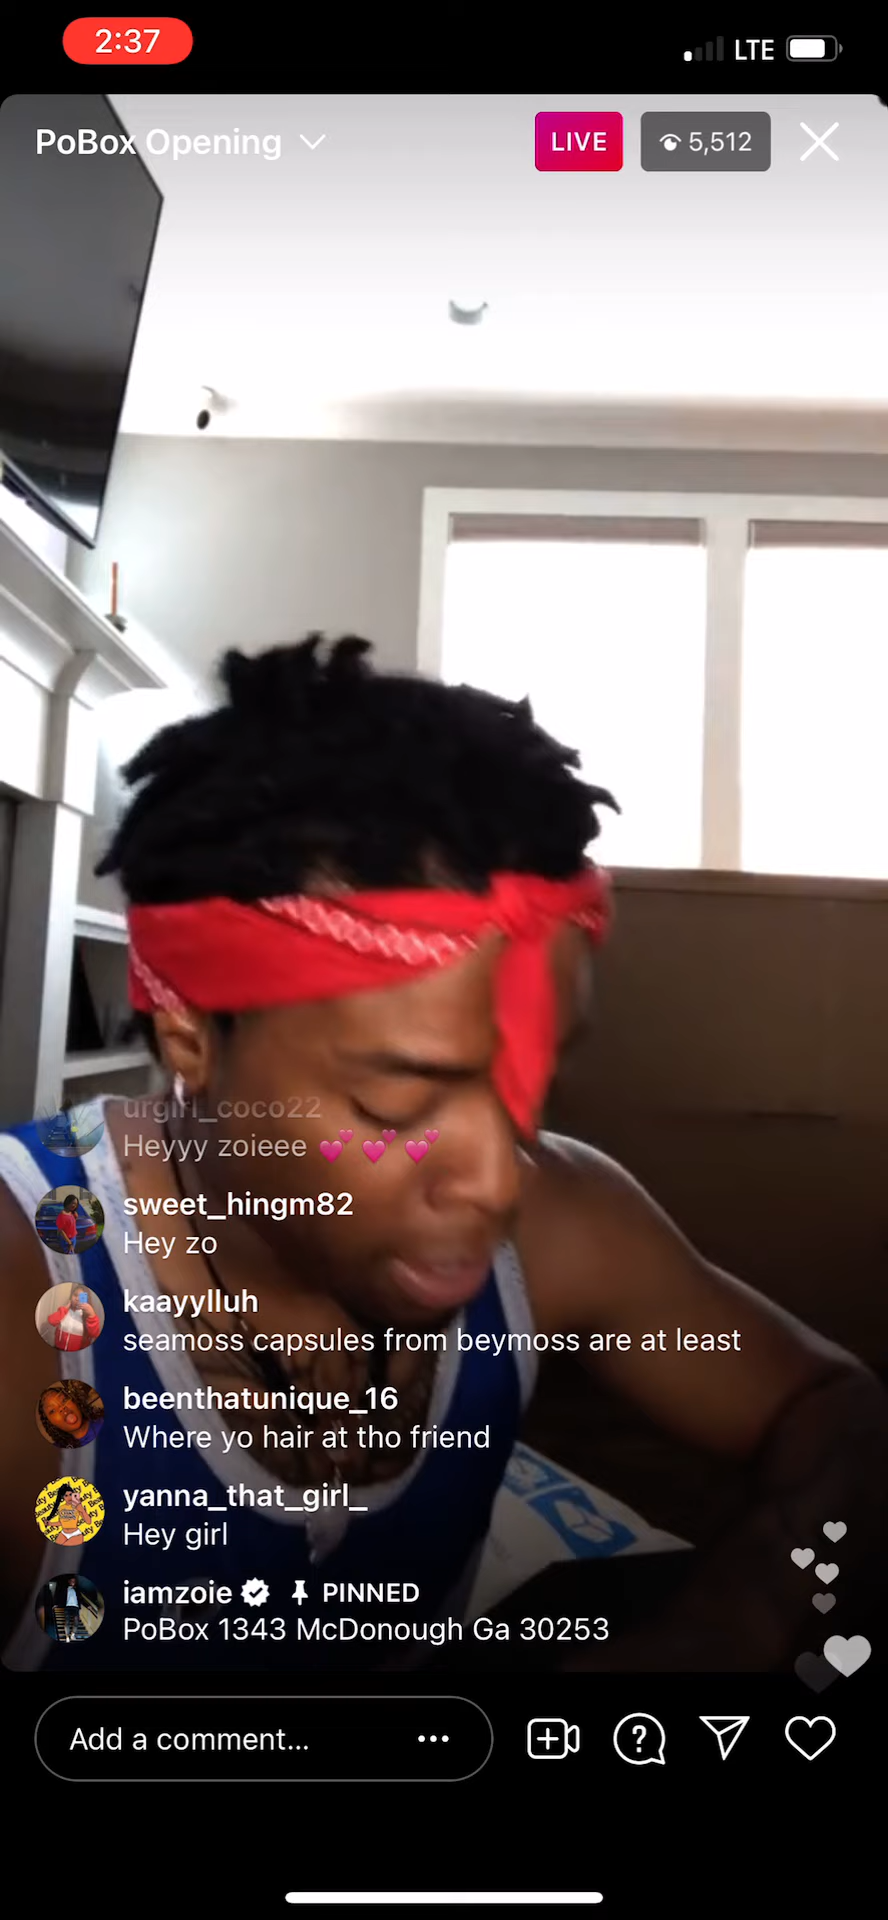 2:37
LTE
PoBox Opening
LIVE
5,512
urgirl_coco22
Heyyy zoieee 💕 💕 💕
sweet_hingm82
Hey zo
kaayylluh
seamoss capsules from beymoss are at least
beenthatunique_16
Where yo hair at tho friend
yanna_that_girl_
Hey girl
iamzoie PINNED
PoBox 1343 McDonough Ga 30253
Add a comment...